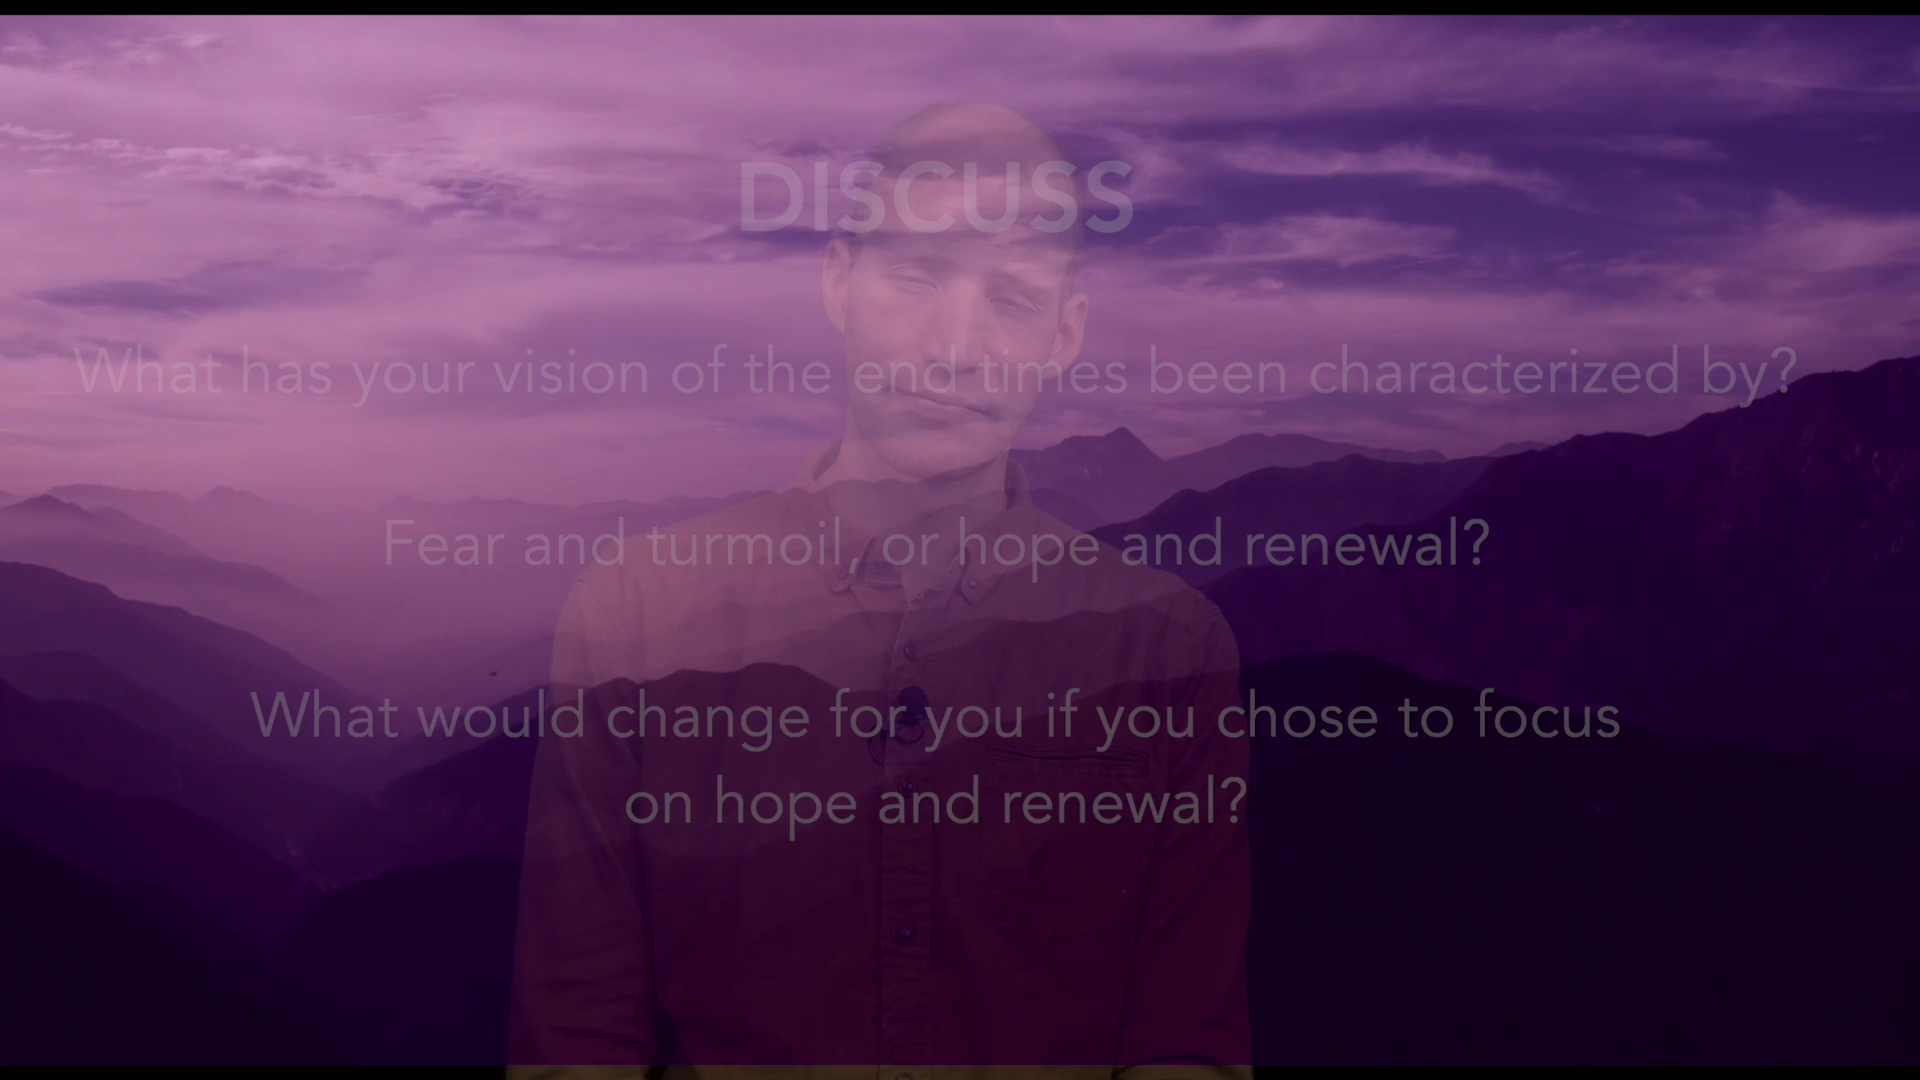 DISCUSS
What has your vision of the end times been characterized by?
Fear and turmoil, or hope and renewal?
What would change for you if you chose to focus
on hope and renewal?